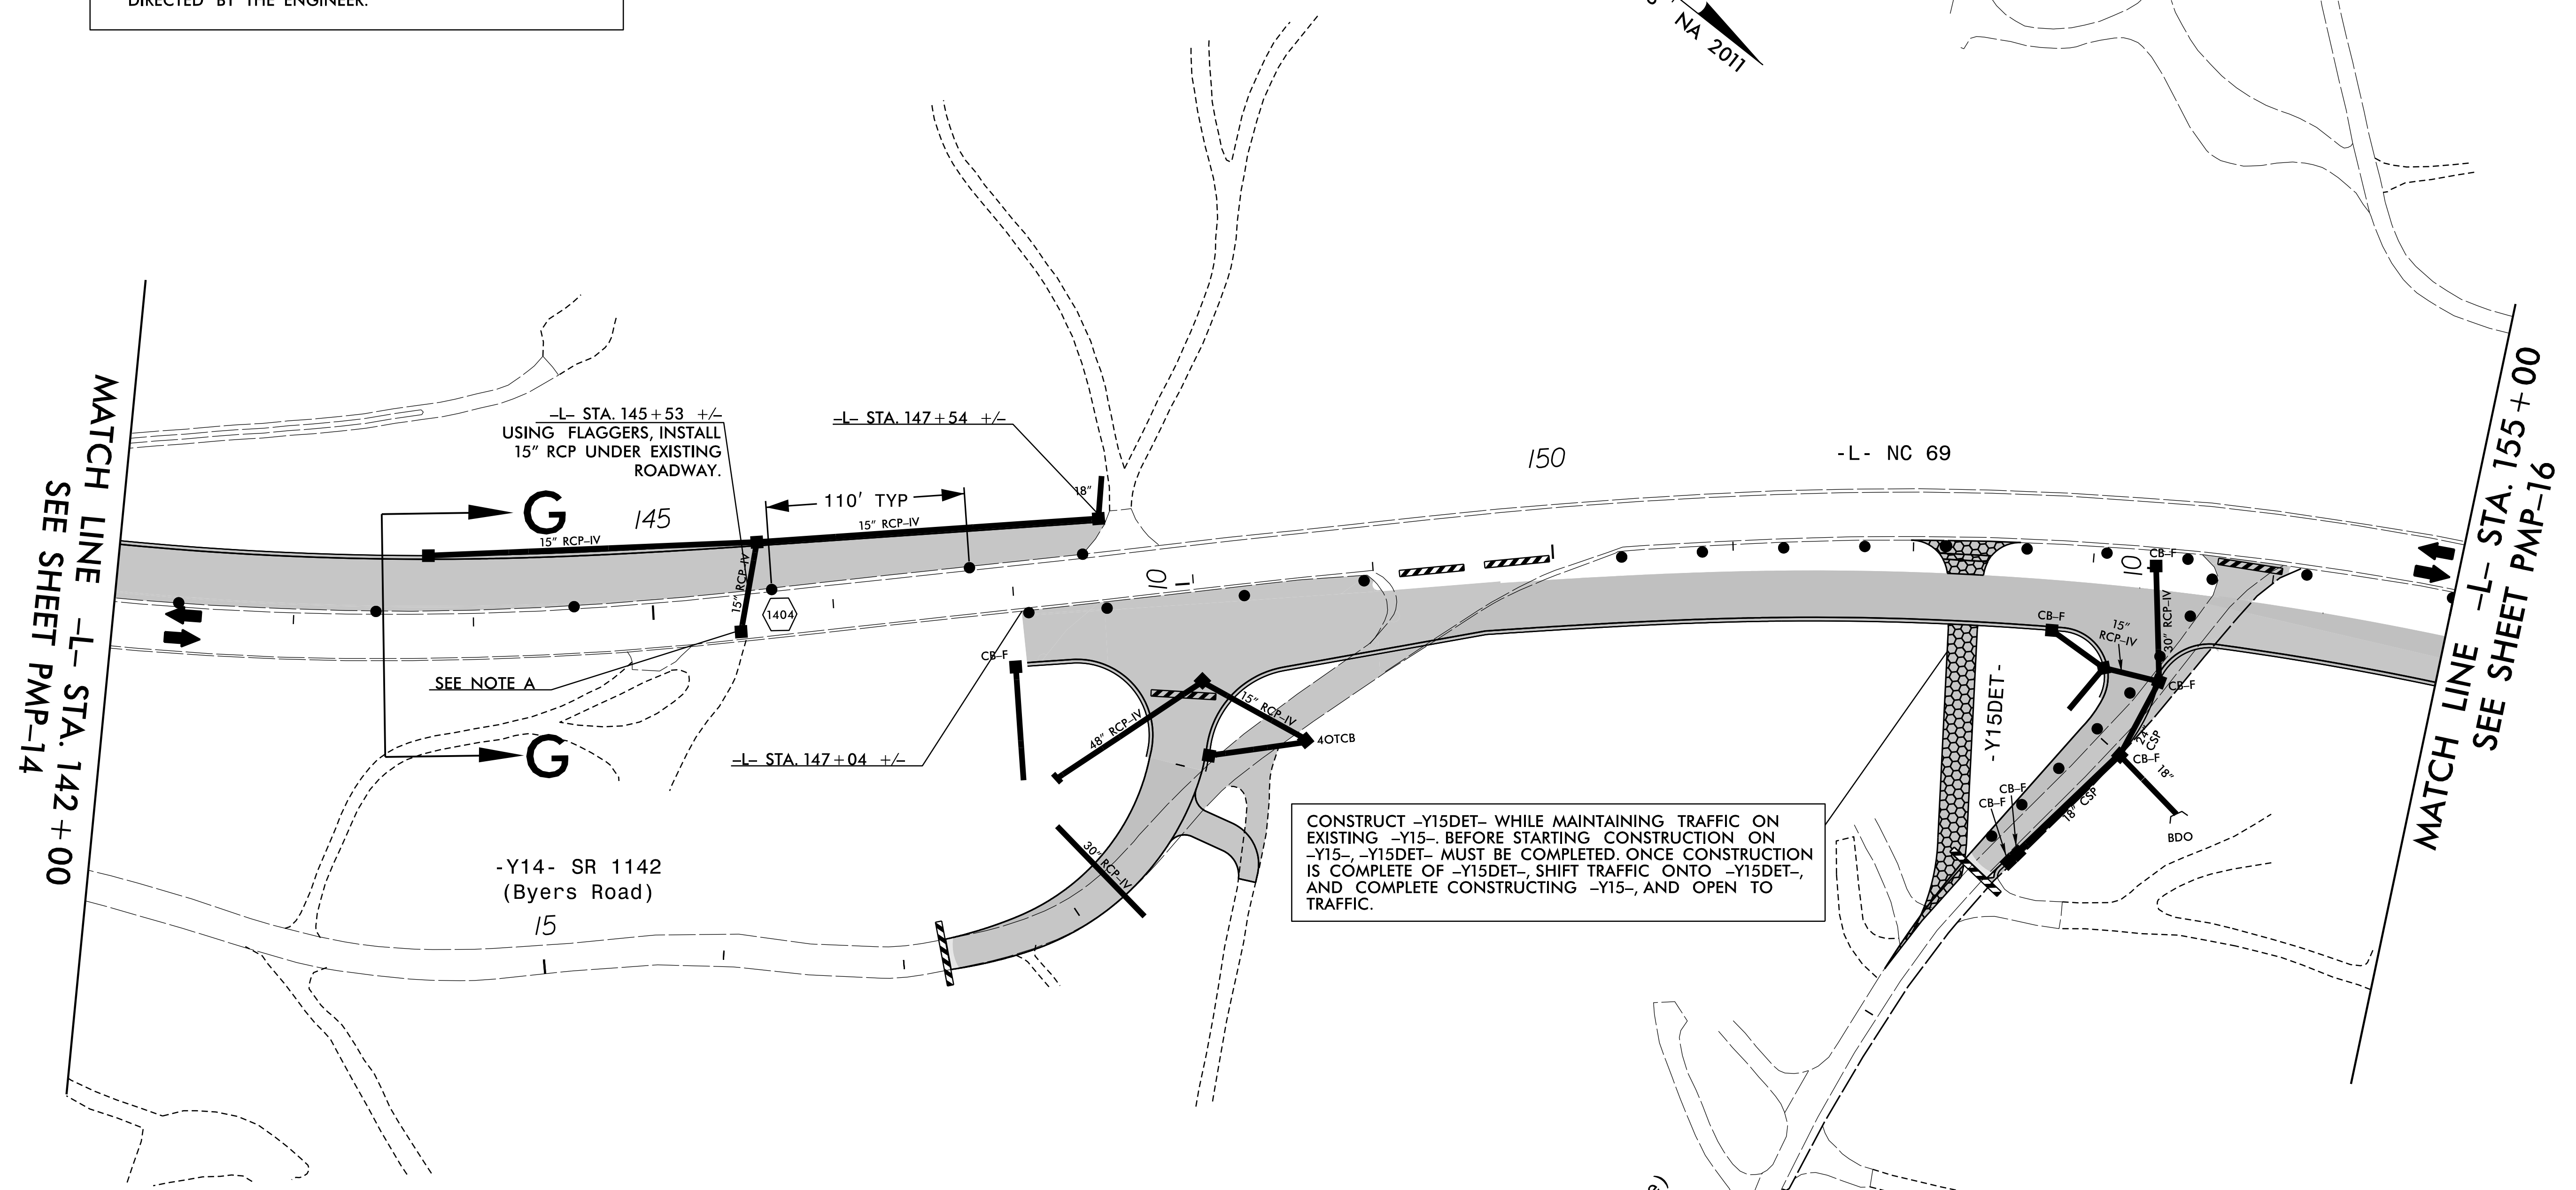 DIRECTED BY THE ENGINEER.
NA 2011
MATCH LINE –L– STA. 142+00
SEE SHEET PMP–14
–L– STA. 145+53 +/–
USING FLAGGERS, INSTALL
15" RCP UNDER EXISTING
ROADWAY.
–L– STA. 147+54 +/–
G
145
110' TYP
18"
15" RCP–IV
15" RCP–IV
15" RCP–IV
1404
SEE NOTE A
G
–L– STA. 147+04 +/–
CB–F
10
150
-L- NC 69
48" RCP–IV
15" RCP–IV
4OTCB
30" RCP–IV
-Y14- SR 1142
(Byers Road)
15
CONSTRUCT –Y15DET– WHILE MAINTAINING TRAFFIC ON
EXISTING –Y15–. BEFORE STARTING CONSTRUCTION ON
–Y15–, –Y15DET– MUST BE COMPLETED. ONCE CONSTRUCTION
IS COMPLETE OF –Y15DET–, SHIFT TRAFFIC ONTO –Y15DET–,
AND COMPLETE CONSTRUCTING –Y15–, AND OPEN TO
TRAFFIC.
-Y15DET-
10
CB–F
CB–F
15"
RCP–IV
30" RCP–IV
CB–F
24"
CSP
CB–F
18"
18" CSP
CB–F
CB–F
BDO
MATCH LINE –L– STA. 155+00
SEE SHEET PMP–16